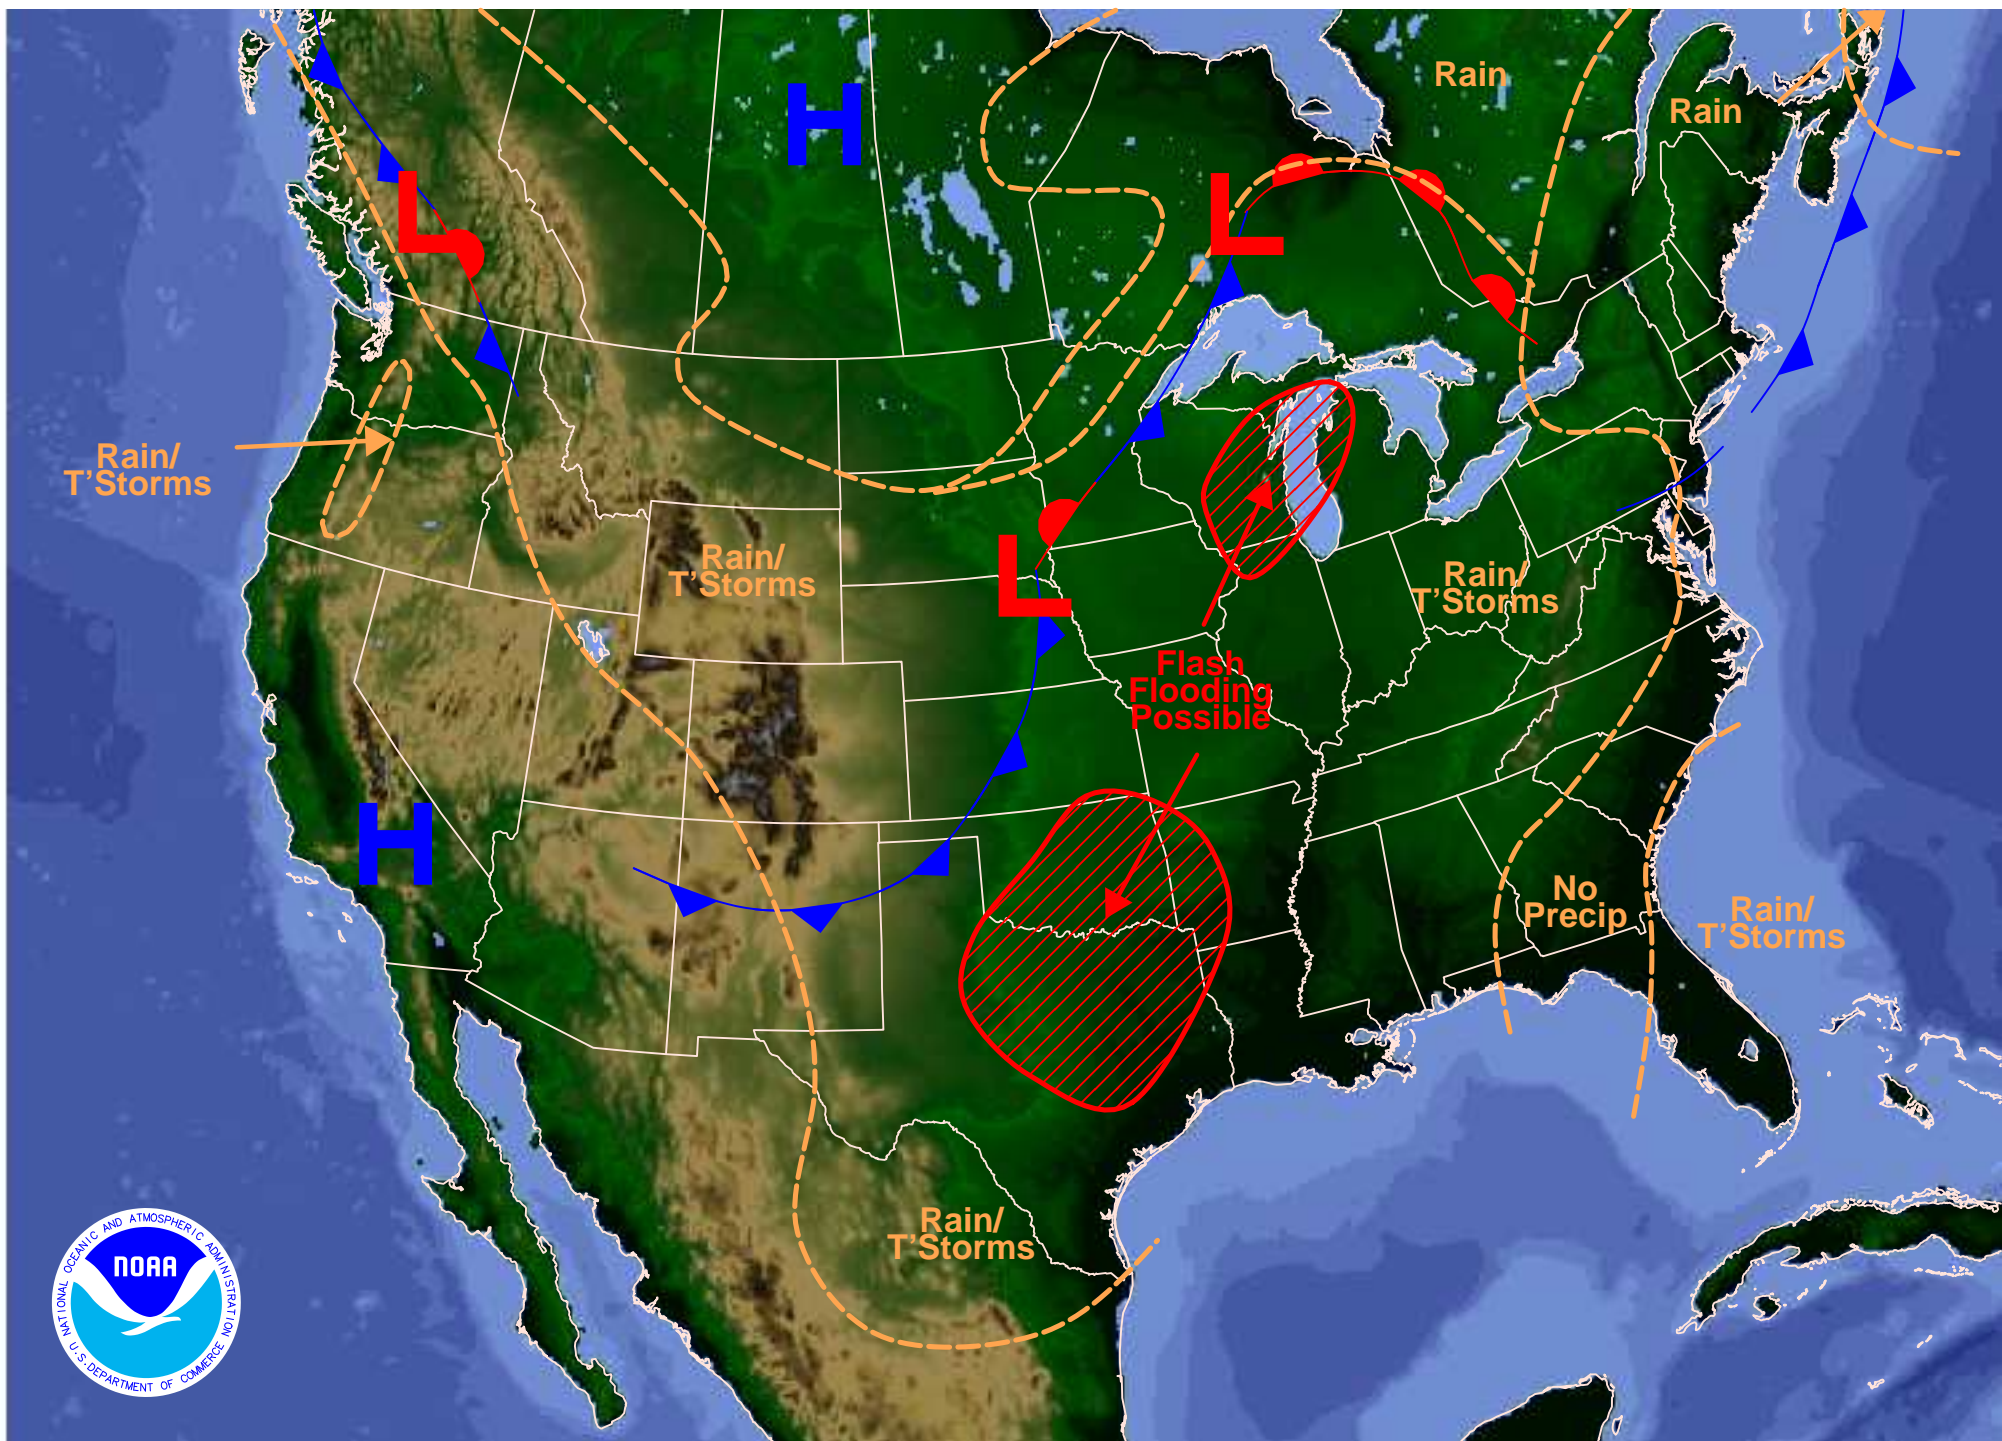 Rain
Rain
H
L
L
Rain/
T'Storms
Rain/
T'Storms
L
Rain/
T'Storms
Flash
Flooding
Possible
H
No
Precip
Rain/
T'Storms
Rain/
T'Storms
NATIONAL OCEANIC AND ATMOSPHERIC ADMINISTRATION
NOAA
U.S. DEPARTMENT OF COMMERCE